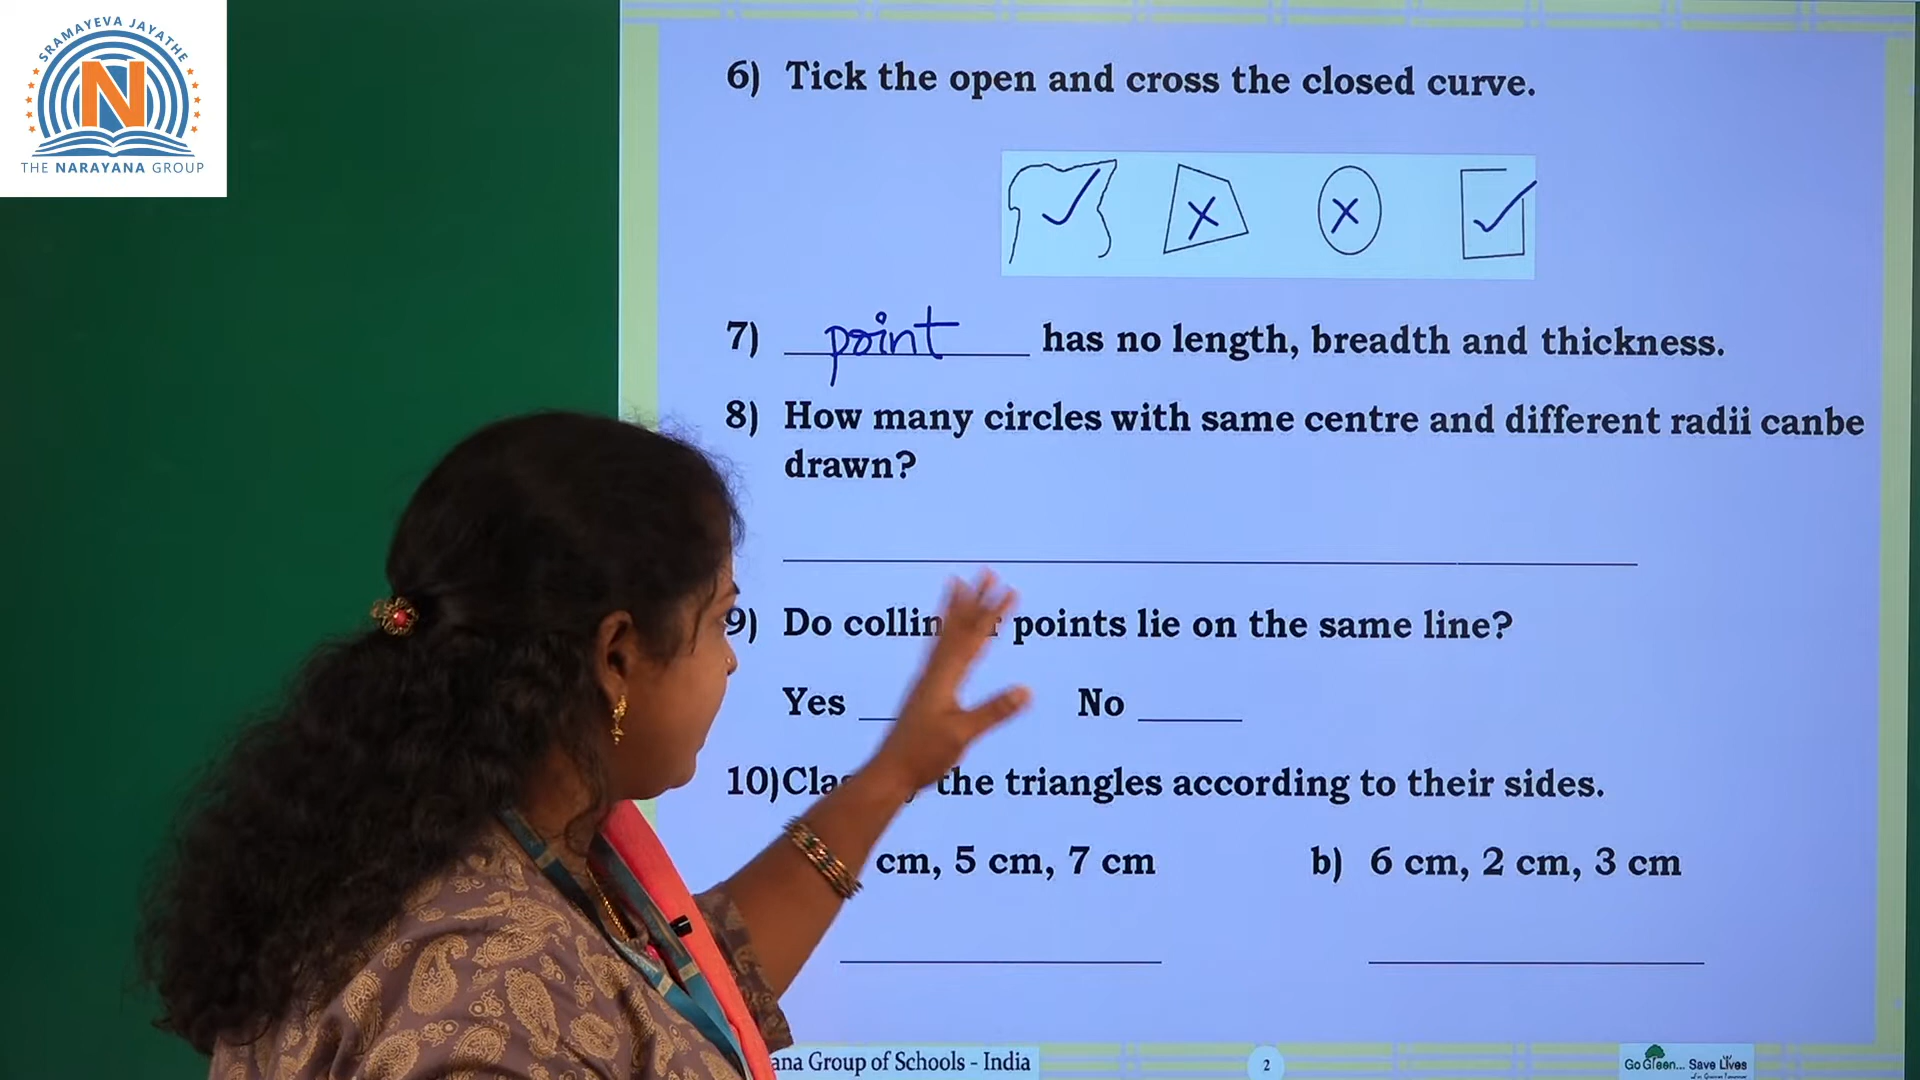 SRAMAYEVA JAYATHE
N
THE NARAYANA GROUP
6) Tick the open and cross the closed curve.
7) point has no length, breadth and thickness.
8) How many circles with same centre and different radii canbe
drawn?
9) Do points lie on the same line?
Yes No
10) the triangles according to their sides.
cm, 5 cm, 7 cm b) 6 cm, 2 cm, 3 cm
Group of Schools - India 2 Go Green... Save Lives